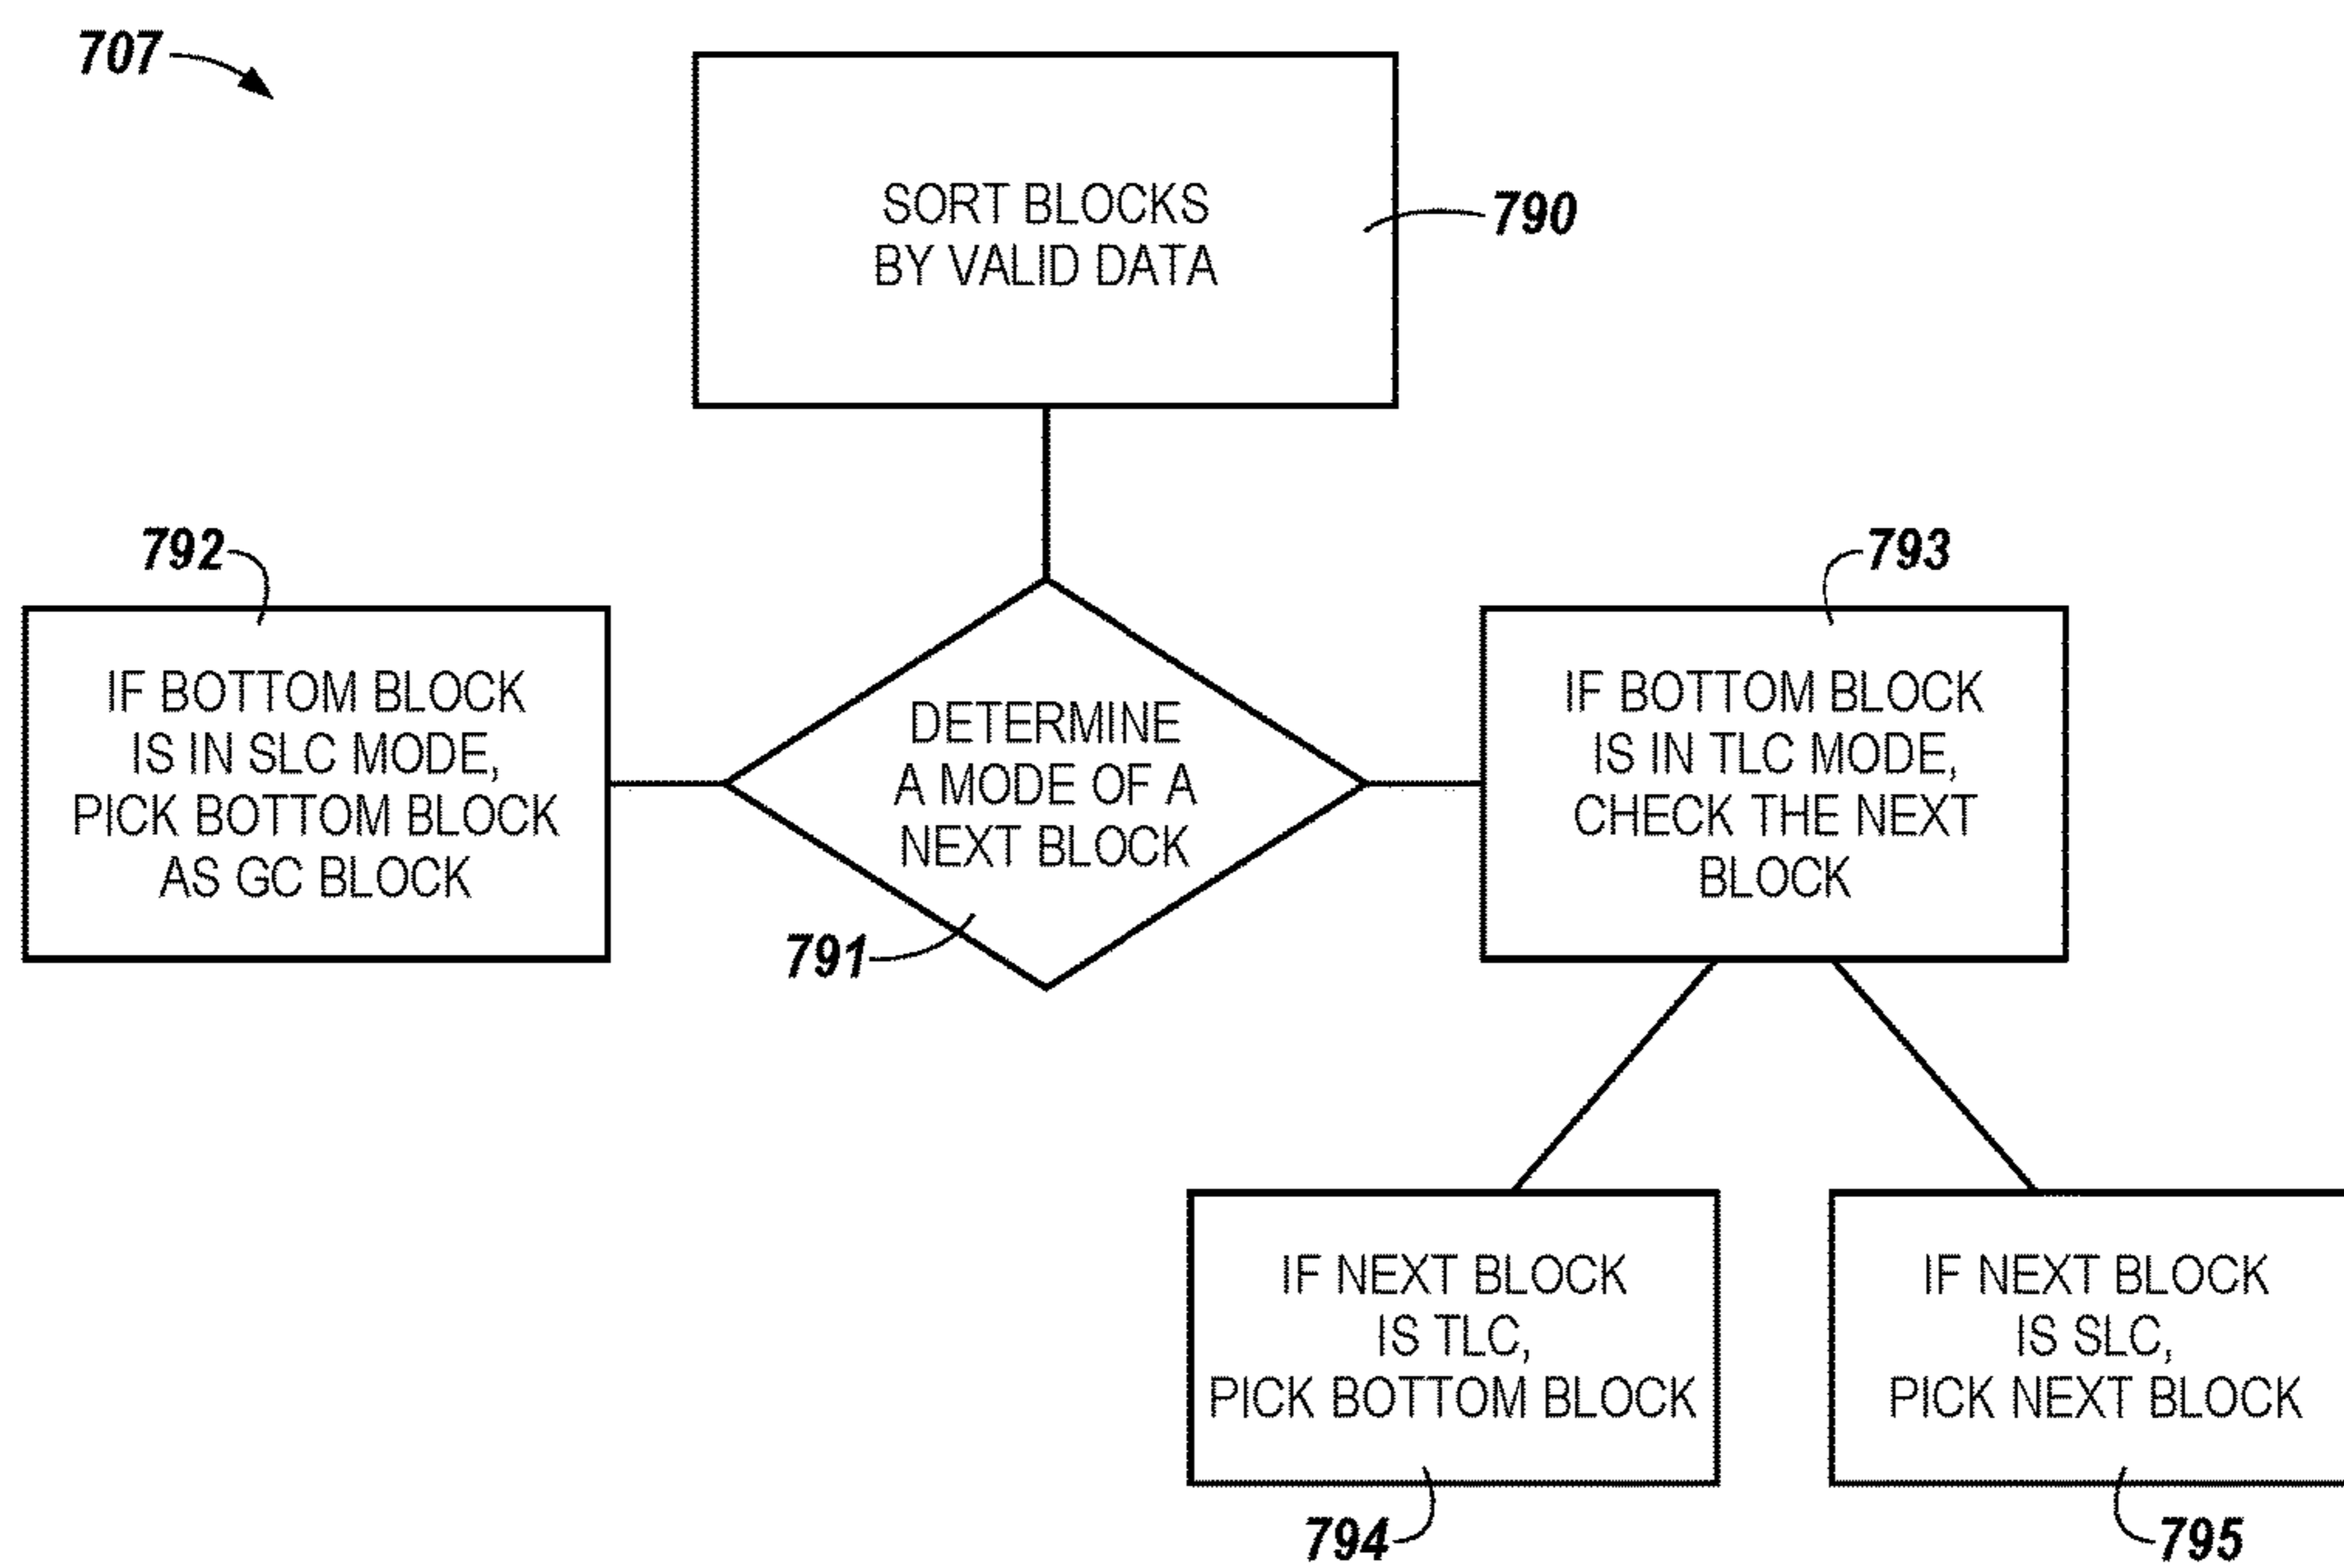 707
SORT BLOCKS
BY VALID DATA
790
792
IF BOTTOM BLOCK
IS IN SLC MODE,
PICK BOTTOM BLOCK
AS GC BLOCK
DETERMINE
A MODE OF A
NEXT BLOCK
791
793
IF BOTTOM BLOCK
IS IN TLC MODE,
CHECK THE NEXT
BLOCK
IF NEXT BLOCK
IS TLC,
PICK BOTTOM BLOCK
794
IF NEXT BLOCK
IS SLC,
PICK NEXT BLOCK
795